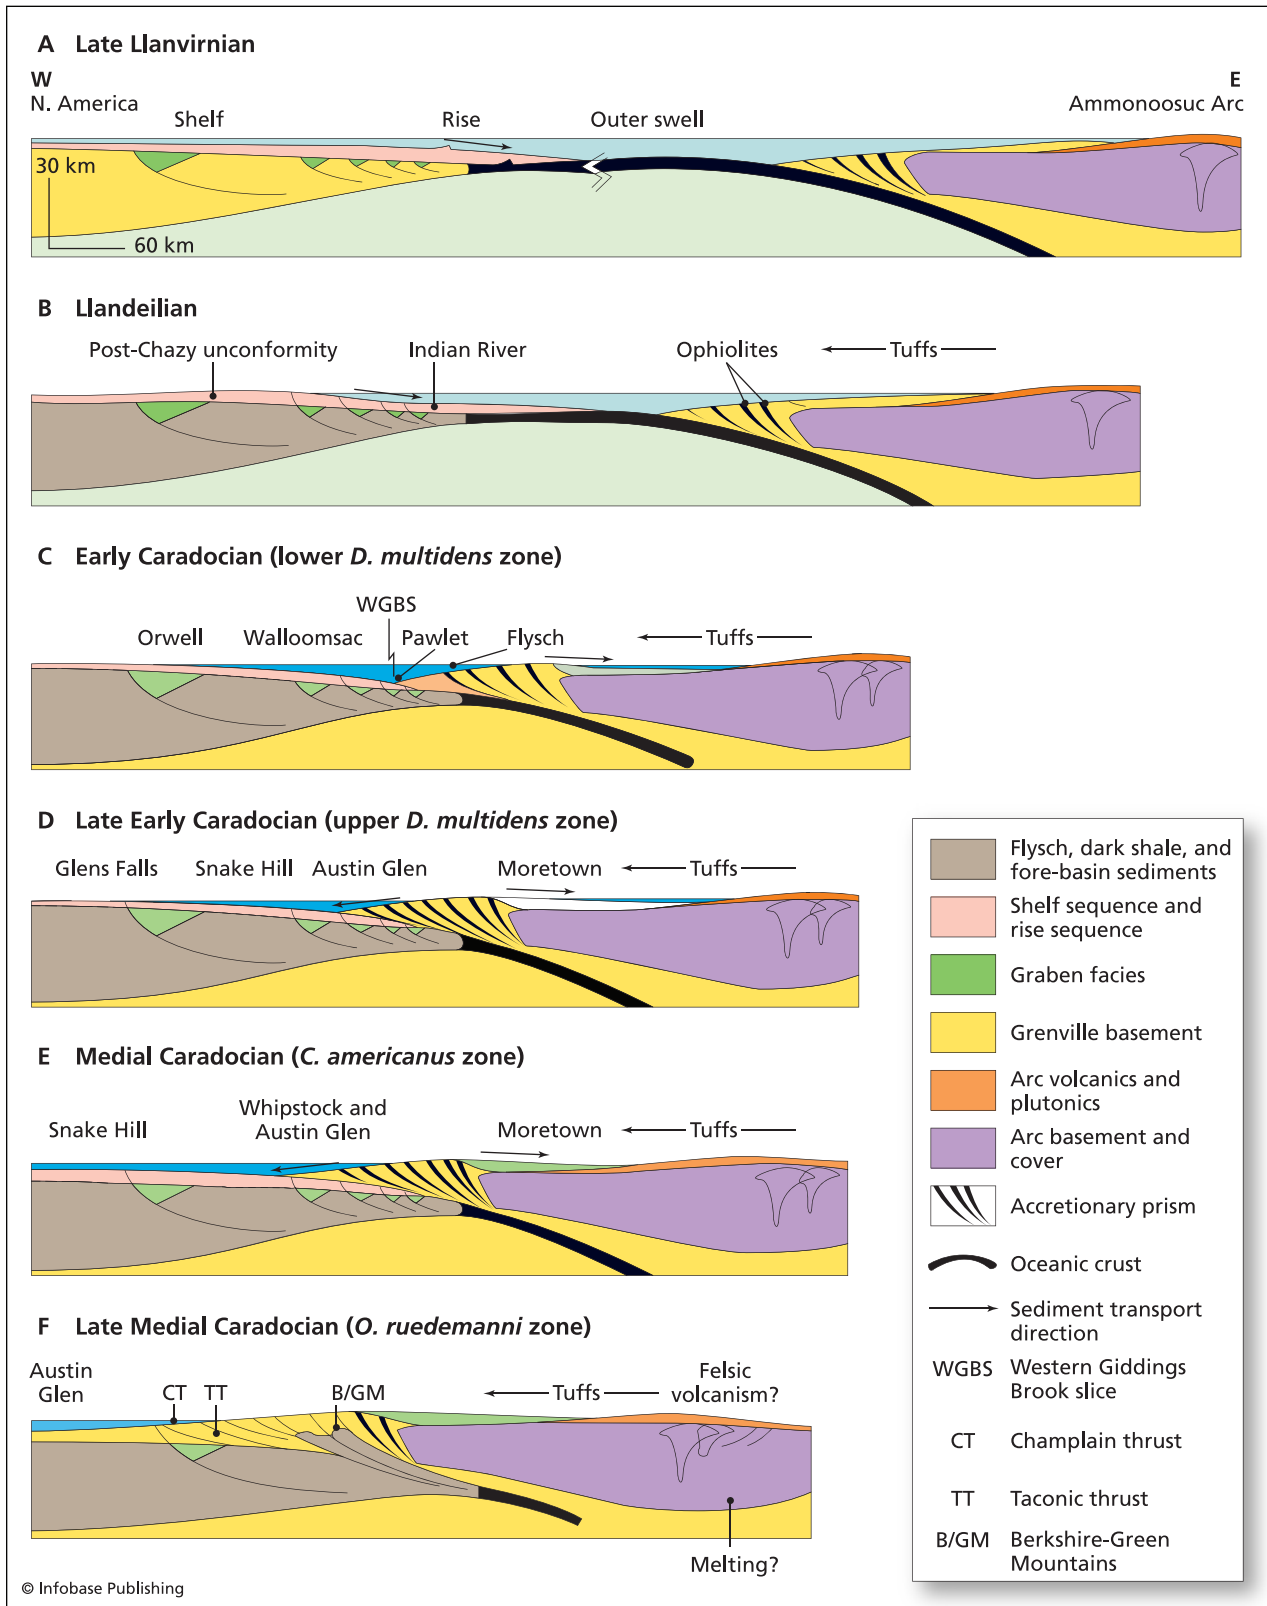 A Late Llanvirnian
W
N. America
E
Ammonoosuc Arc
Shelf
Rise
Outer swell
30 km
60 km
B Llandeilian
Post-Chazy unconformity
Indian River
Ophiolites
Tuffs
C Early Caradocian (lower D. multidens zone)
WGBS
Orwell
Walloomsac
Pawlet
Flysch
Tuffs
D Late Early Caradocian (upper D. multidens zone)
Glens Falls
Snake Hill
Austin Glen
Moretown
Tuffs
E Medial Caradocian (C. americanus zone)
Snake Hill
Whipstock and
Austin Glen
Moretown
Tuffs
F Late Medial Caradocian (O. ruedemanni zone)
Austin
Glen
CT
TT
B/GM
Tuffs
Felsic
volcanism?
Melting?
Flysch, dark shale, and
fore-basin sediments
Shelf sequence and
rise sequence
Graben facies
Grenville basement
Arc volcanics and
plutonics
Arc basement and
cover
Accretionary prism
Oceanic crust
Sediment transport
direction
WGBS Western Giddings
Brook slice
CT Champlain thrust
TT Taconic thrust
B/GM Berkshire-Green
Mountains
© Infobase Publishing